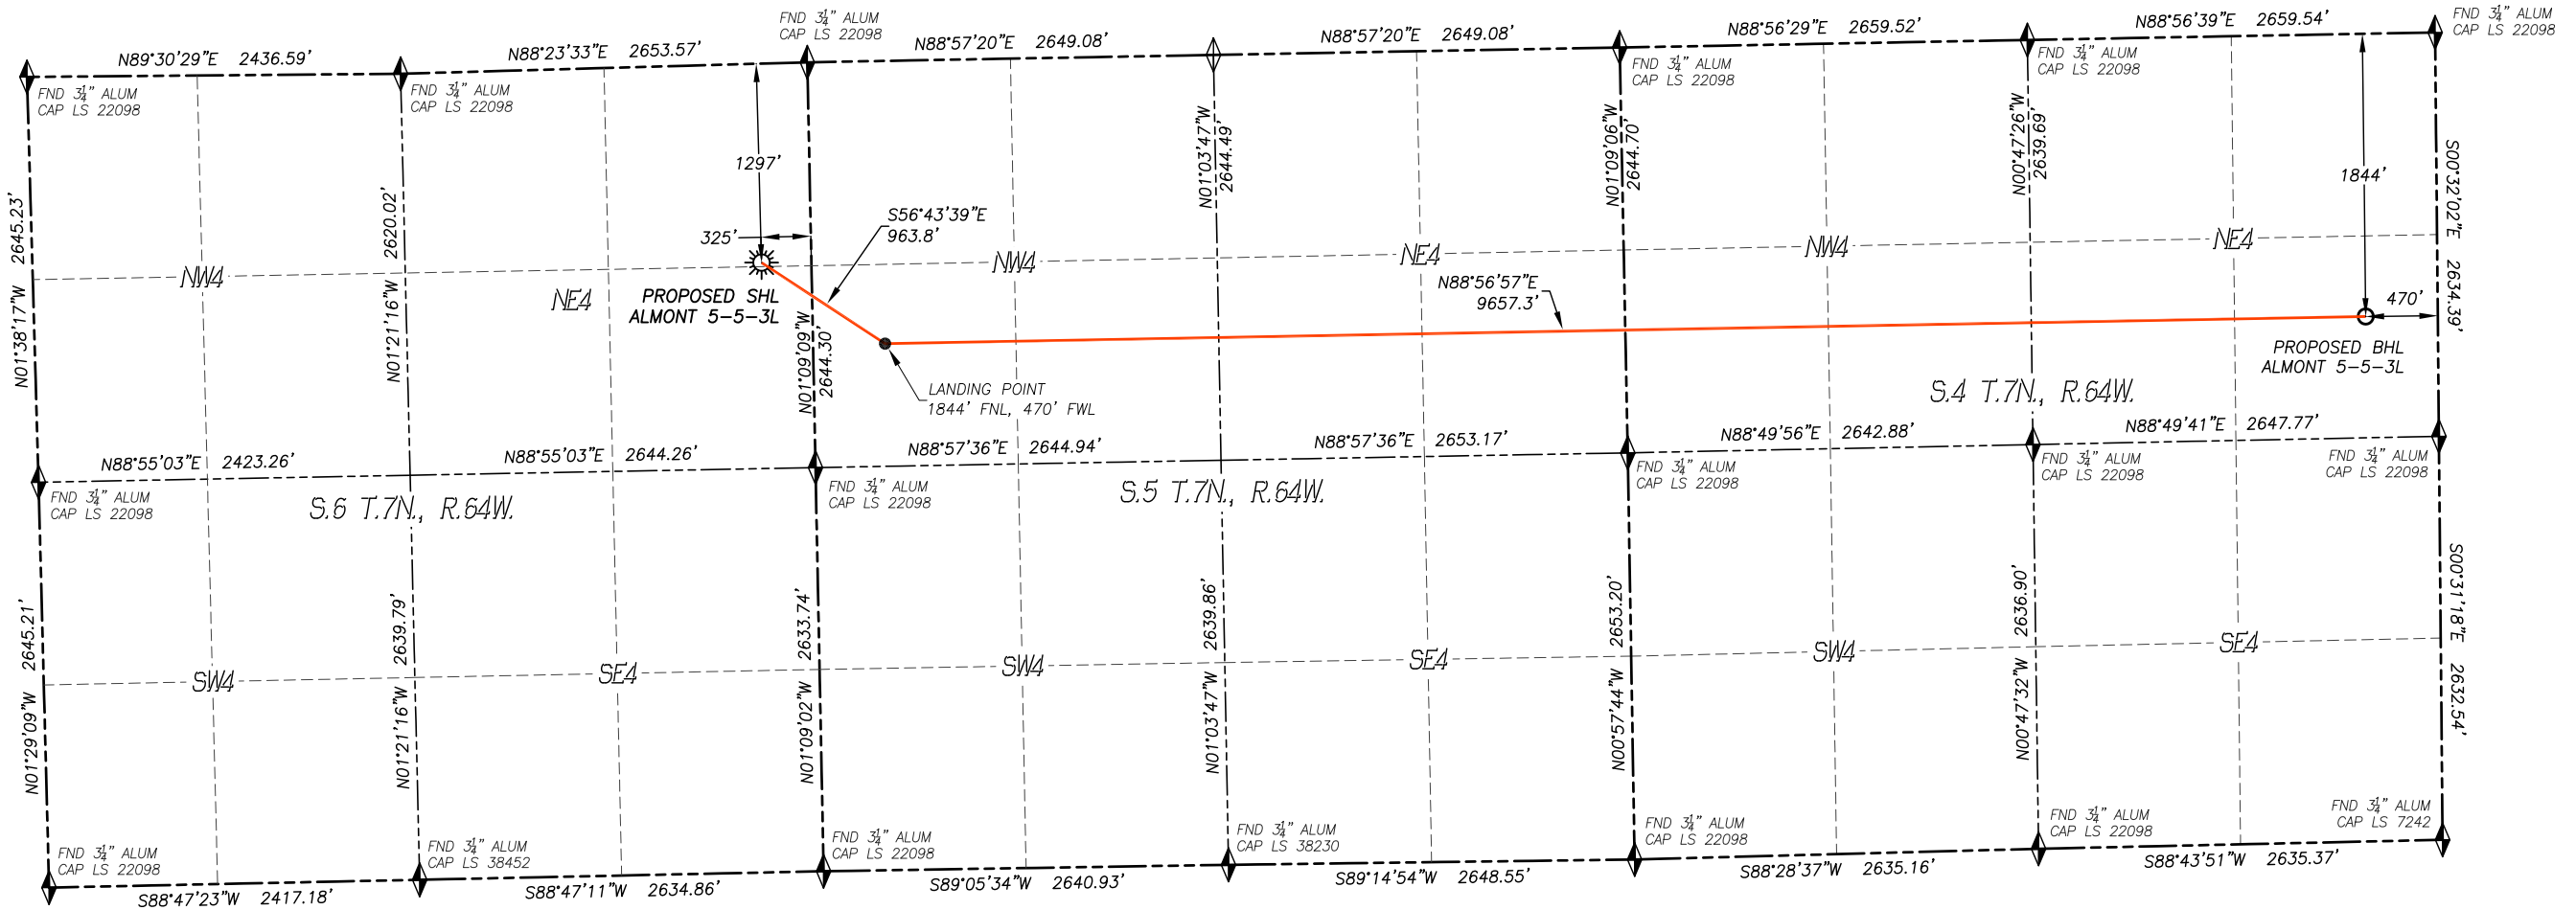 N89°30'29"E 2436.59'
N88°23'33"E 2653.57'
FND 3¼" ALUM
CAP LS 22098
N88°57'20"E 2649.08'
N88°57'20"E 2649.08'
N88°56'29"E 2659.52'
N88°56'39"E 2659.54'
FND 3¼" ALUM
CAP LS 22098
FND 3¼" ALUM
CAP LS 22098
FND 3¼" ALUM
CAP LS 22098
FND 3¼" ALUM
CAP LS 22098
FND 3¼" ALUM
CAP LS 22098
N01°38'17"W 2645.23'
N01°21'16"W 2620.02'
1297'
325'
N01°09'09"W
2644.30'
S56°43'39"E
963.8'
N01°03'47"W
2644.49'
N01°09'06"W
2644.70'
N00°47'26"W
2639.69'
1844'
S00°32'02"E 2634.39'
470'
NW4
NE4
NW4
NE4
NW4
NE4
PROPOSED SHL
ALMONT 5-5-3L
N88°56'57"E
9657.3'
LANDING POINT
1844' FNL, 470' FWL
PROPOSED BHL
ALMONT 5-5-3L
S.4 T.7N., R.64W.
N88°55'03"E 2423.26'
N88°55'03"E 2644.26'
N88°57'36"E 2644.94'
N88°57'36"E 2653.17'
N88°49'56"E 2642.88'
N88°49'41"E 2647.77'
FND 3¼" ALUM
CAP LS 22098
FND 3¼" ALUM
CAP LS 22098
FND 3¼" ALUM
CAP LS 22098
FND 3¼" ALUM
CAP LS 22098
FND 3¼" ALUM
CAP LS 22098
S.6 T.7N., R.64W.
S.5 T.7N., R.64W.
N01°29'09"W 2645.21'
N01°21'16"W 2639.79'
N01°09'02"W 2633.74'
N01°03'47"W 2639.86'
N00°57'44"W 2653.20'
N00°47'32"W 2636.90'
S00°31'18"E 2632.54'
SW4
SE4
SW4
SE4
SW4
SE4
FND 3¼" ALUM
CAP LS 22098
FND 3¼" ALUM
CAP LS 38452
FND 3¼" ALUM
CAP LS 22098
FND 3¼" ALUM
CAP LS 38230
FND 3¼" ALUM
CAP LS 22098
FND 3¼" ALUM
CAP LS 22098
FND 3¼" ALUM
CAP LS 7242
S88°47'23"W 2417.18'
S88°47'11"W 2634.86'
S89°05'34"W 2640.93'
S89°14'54"W 2648.55'
S88°28'37"W 2635.16'
S88°43'51"W 2635.37'